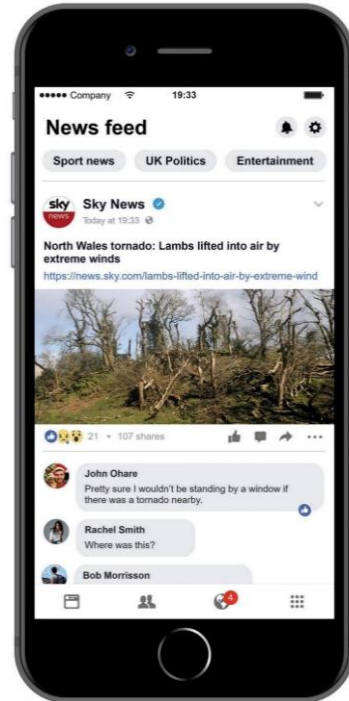 Company 19:33
News feed
Sport news UK Politics Entertainment
sky news
Sky News
Today at 19:33
North Wales tornado: Lambs lifted into air by
extreme winds
https://news.sky.com/lambs-lifted-into-air-by-extreme-wind
21 • 107 shares
John Ohare
Pretty sure I wouldn't be standing by a window if
there was a tornado nearby.
Rachel Smith
Where was this?
Bob Morrisson
4